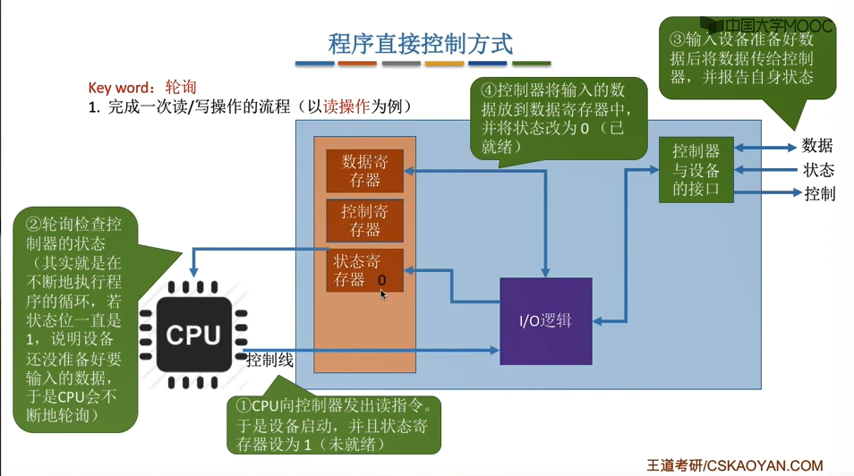 中国大学MOOC
程序直接控制方式
Key word：轮询
1. 完成一次读/写操作的流程（以读操作为例）
③输入设备准备好数
据后将数据传给控制
器，并报告自身状态
④控制器将输入的数
据放到数据寄存器中，
并将状态改为 0（已
就绪）
数据寄
存器
控制寄
存器
状态寄
存器 0
控制器
与设备
的接口
数据
状态
控制
②轮询检查控
制器的状态
（其实就是在
不断地执行程
序的循环，若
状态位一直是
1，说明设备
还没准备好要
输入的数据，
于是CPU会不
断地轮询）
CPU
I/O逻辑
控制线
①CPU向控制器发出读指令。
于是设备启动，并且状态寄
存器设为 1（未就绪）
王道考研/CSKAOYAN.COM